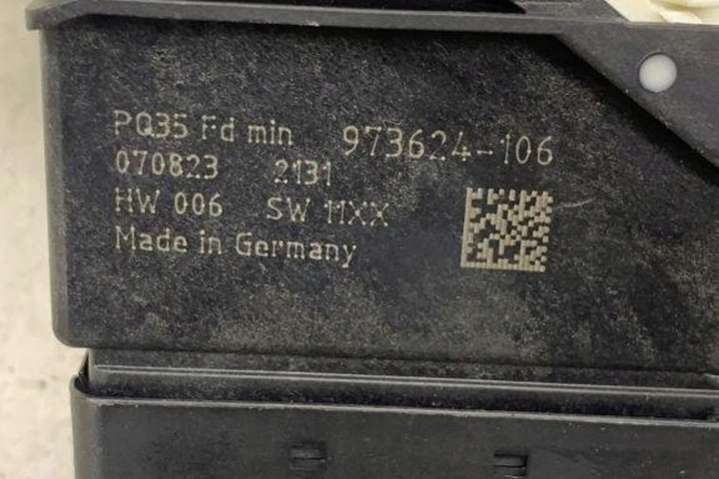 PQ35 Fd min 973624-106
070823 2131
HW 006 SW 11XX
Made in Germany